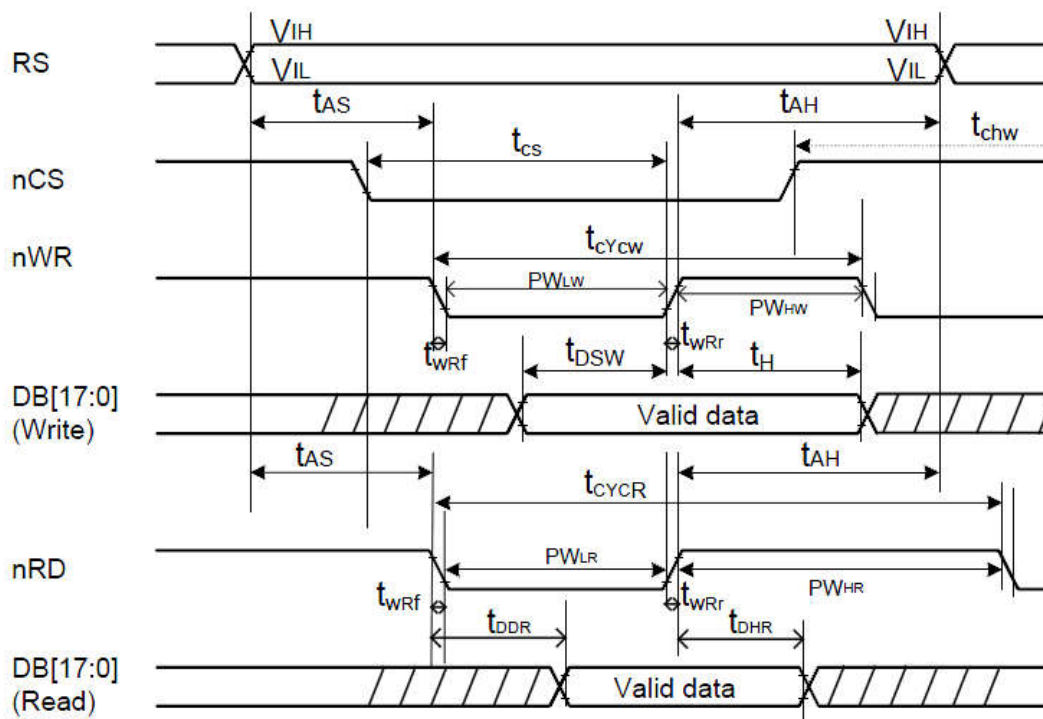 RS
VIH
VIH
VIL
VIL
tAS
tAH
tchw
nCS
tcs
nWR
tcYcw
PWLW
PWHW
twRf
tDSW
twRr
tH
DB[17:0]
(Write)
Valid data
tAS
tAH
tCYCR
nRD
PWLR
PWHR
twRf
twRr
tDDR
tDHR
DB[17:0]
(Read)
Valid data